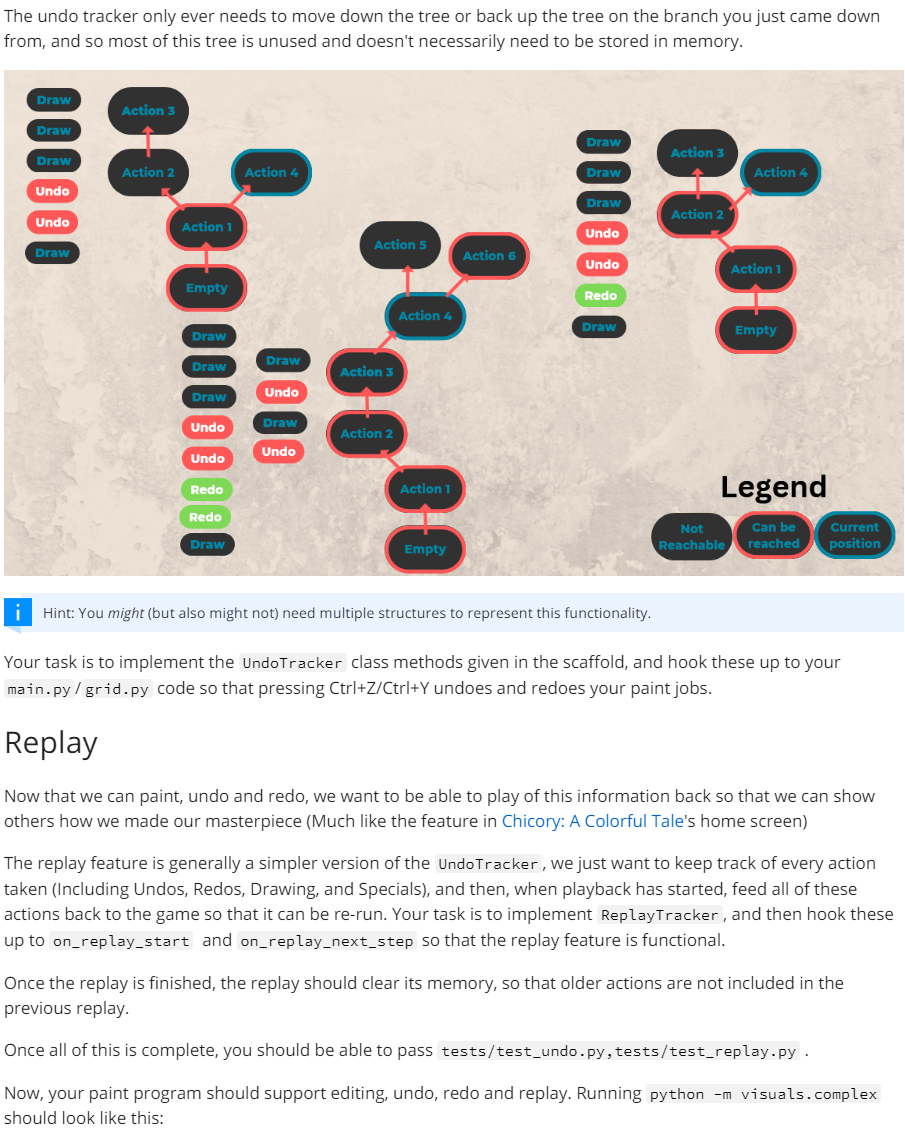 The undo tracker only ever needs to move down the tree or back up the tree on the branch you just came down
from, and so most of this tree is unused and doesn't necessarily need to be stored in memory.
Draw
Draw
Draw
Undo
Undo
Draw
Action 3
Action 2
Action 4
Action 1
Empty
Draw
Draw
Draw
Undo
Undo
Redo
Redo
Draw
Draw
Undo
Draw
Undo
Action 5
Action 6
Action 4
Action 3
Action 2
Action 1
Empty
Draw
Draw
Draw
Undo
Undo
Redo
Draw
Action 3
Action 4
Action 2
Action 1
Empty
Legend
Not
Reachable
Can be
reached
Current
position
i
Hint: You might (but also might not) need multiple structures to represent this functionality.
Your task is to implement the UndoTracker class methods given in the scaffold, and hook these up to your
main.py/grid.py code so that pressing Ctrl+Z/Ctrl+Y undoes and redoes your paint jobs.
Replay
Now that we can paint, undo and redo, we want to be able to play of this information back so that we can show
others how we made our masterpiece (Much like the feature in Chicory: A Colorful Tale's home screen)
The replay feature is generally a simpler version of the UndoTracker, we just want to keep track of every action
taken (Including Undos, Redos, Drawing, and Specials), and then, when playback has started, feed all of these
actions back to the game so that it can be re-run. Your task is to implement ReplayTracker, and then hook these
up to on_replay_start and on_replay_next_step so that the replay feature is functional.
Once the replay is finished, the replay should clear its memory, so that older actions are not included in the
previous replay.
Once all of this is complete, you should be able to pass tests/test_undo.py,tests/test_replay.py .
Now, your paint program should support editing, undo, redo and replay. Running python -m visuals.complex
should look like this: